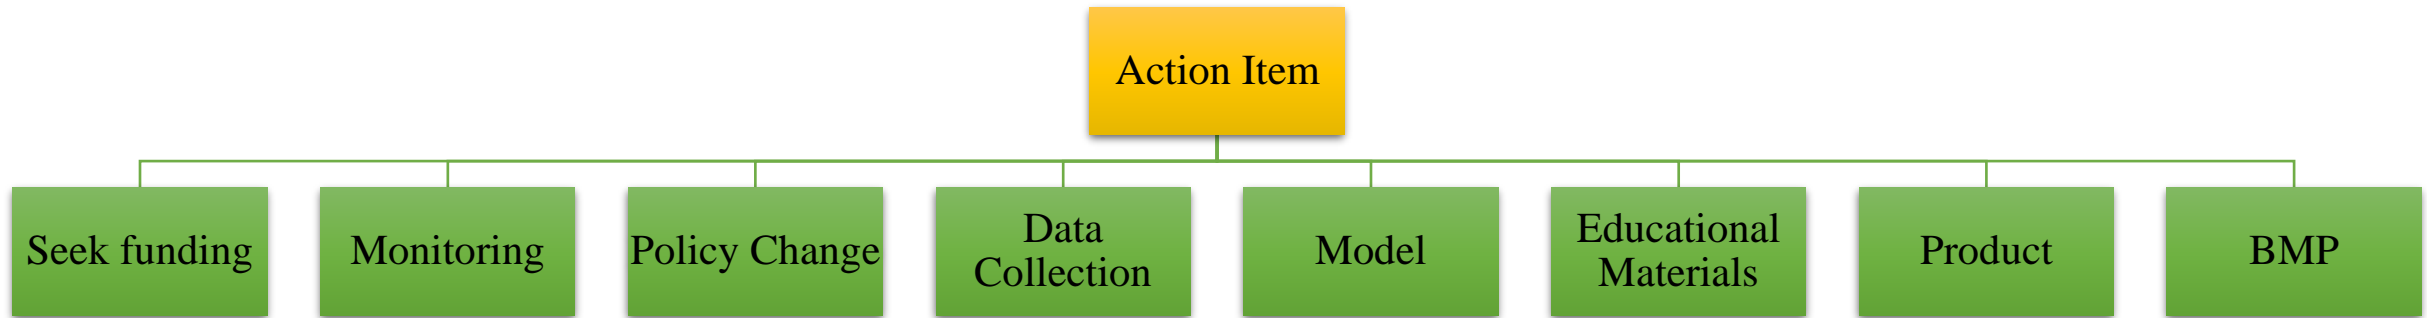 Action Item
Seek funding
Monitoring
Policy Change
Data
Collection
Model
Educational
Materials
Product
BMP